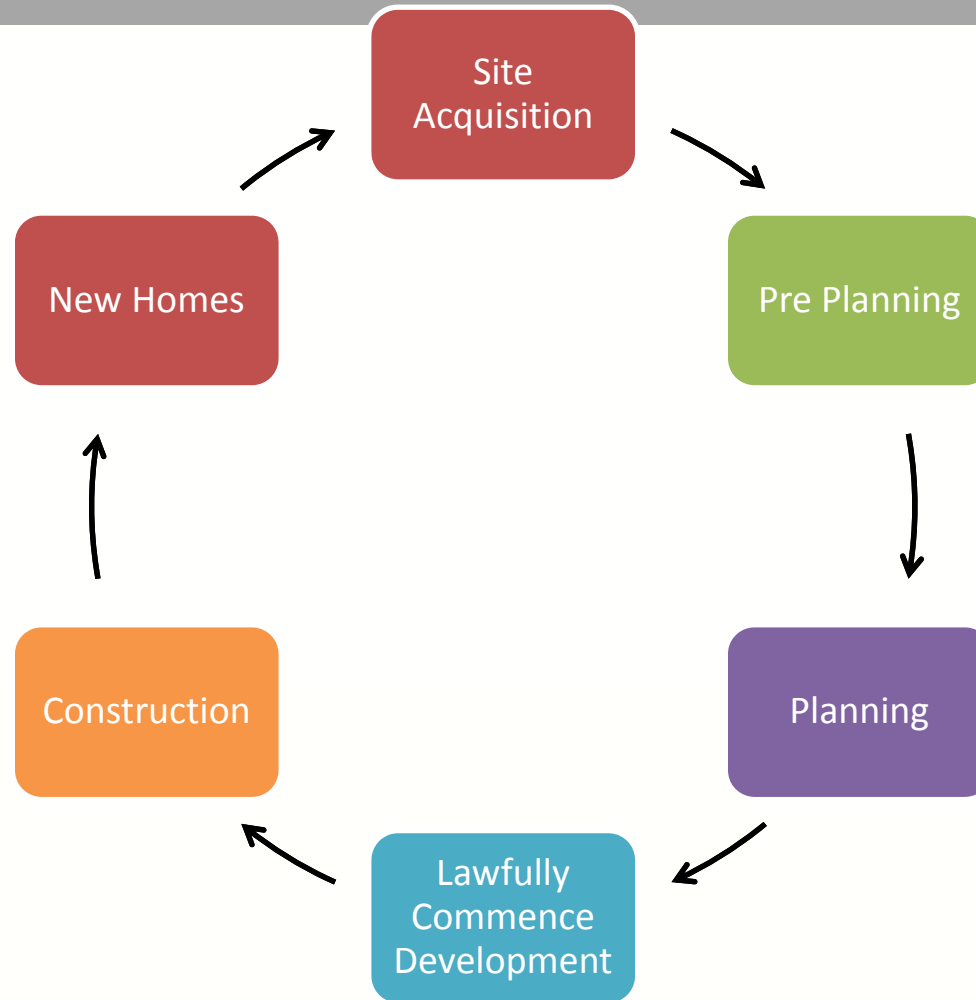 Site
Acquisition
Pre Planning
Planning
Lawfully
Commence
Development
Construction
New Homes